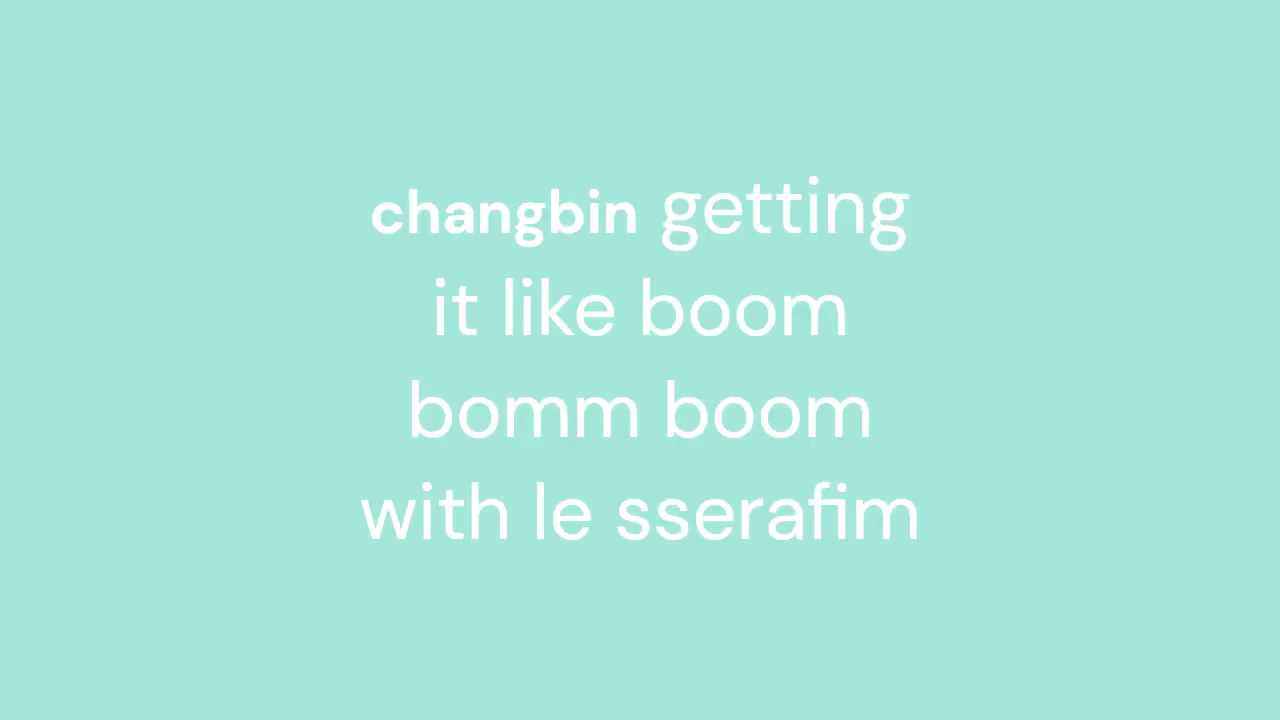 changbin getting
it like boom
bomm boom
with le sserafim